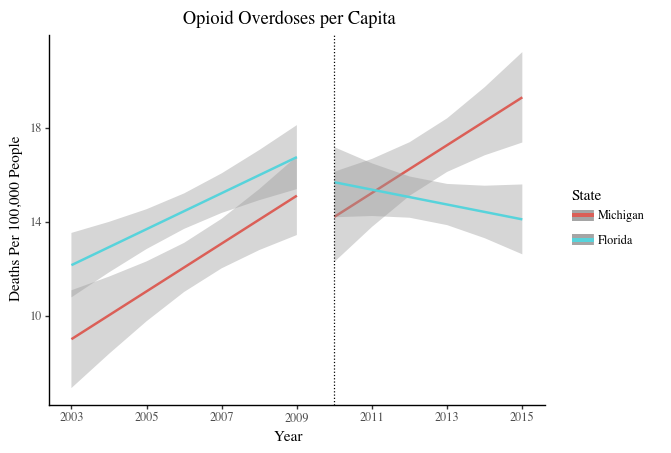 Opioid Overdoses per Capita
Deaths Per 100,000 People
18
14
10
2003
2005
2007
2009
2011
2013
2015
Year
State
Michigan
Florida